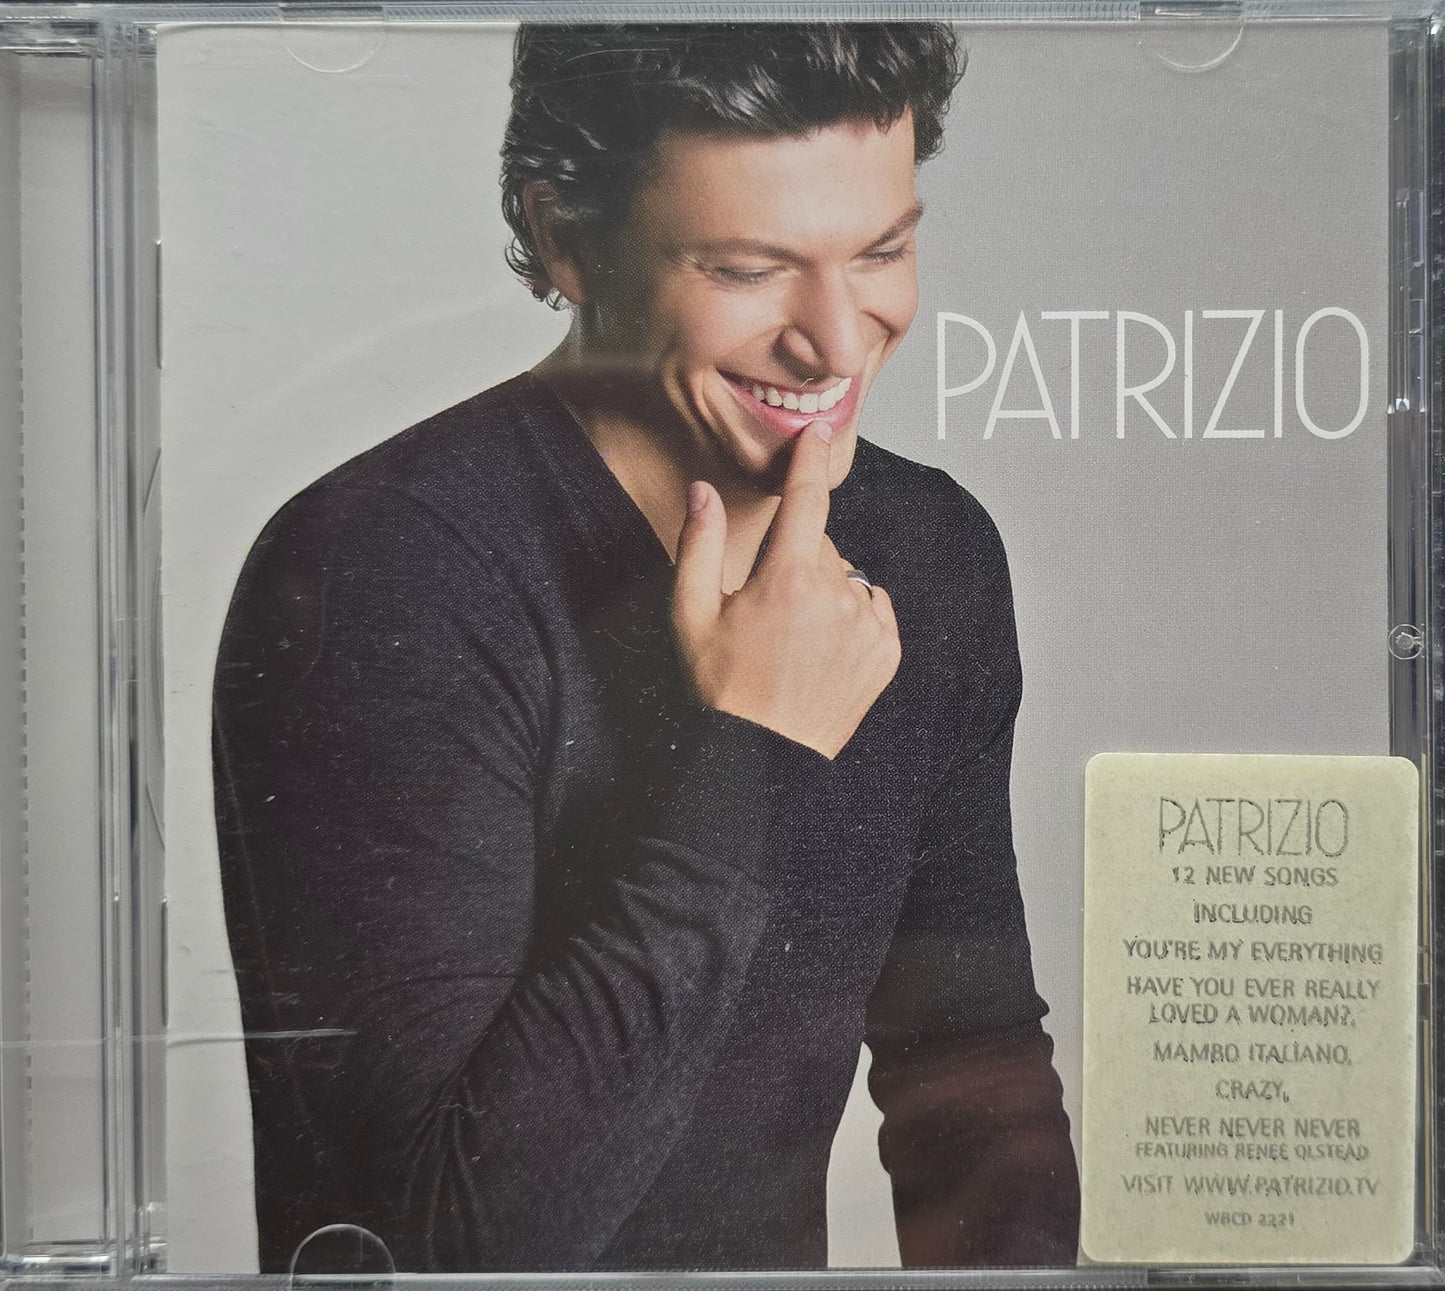 PATRIZIO
PATRIZIO
12 NEW SONGS
INCLUDING
YOU'RE MY EVERYTHING
HAVE YOU EVER REALLY
LOVED A WOMAN?,
MAMBO ITALIANO,
CRAZY,
NEVER NEVER NEVER
FEATURING RENEE OLSTEAD
VISIT WWW.PATRIZIO.TV
WBCD 2221